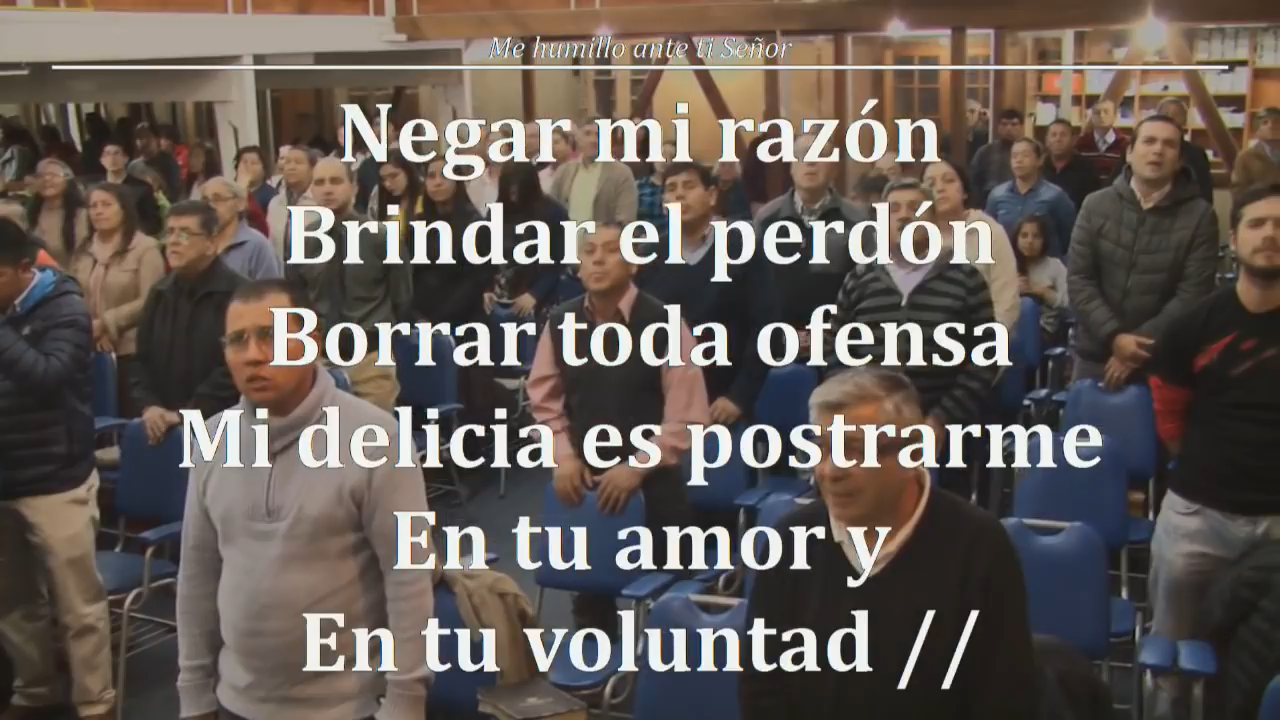 Me humillo ante ti Señor
Negar mi razón
Brindar el perdón
Borrar toda ofensa
Mi delicia es postrarme
En tu amor y
En tu voluntad //